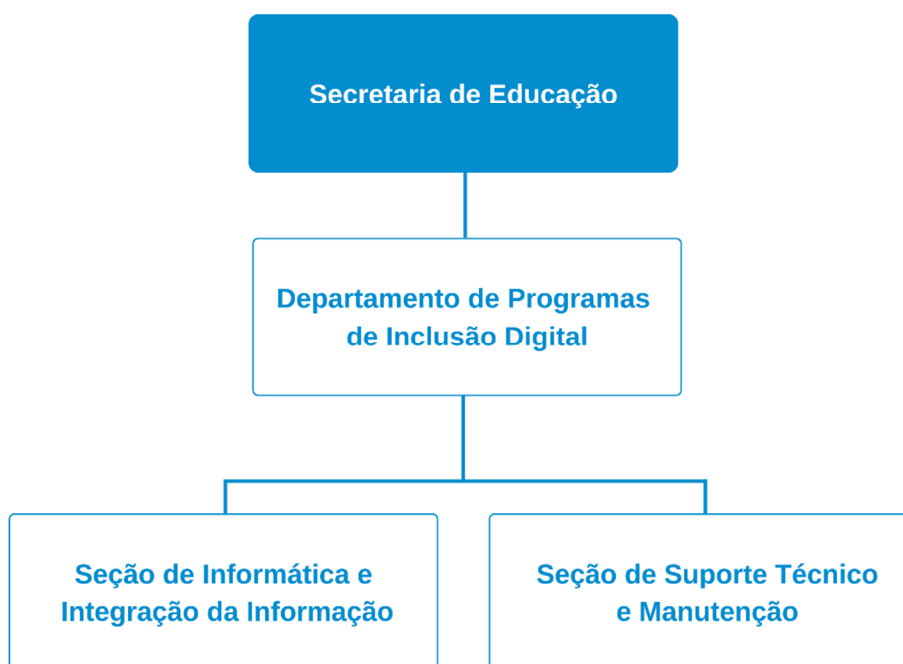 Secretaria de Educação
Departamento de Programas
de Inclusão Digital
Seção de Informática e
Integração da Informação
Seção de Suporte Técnico
e Manutenção